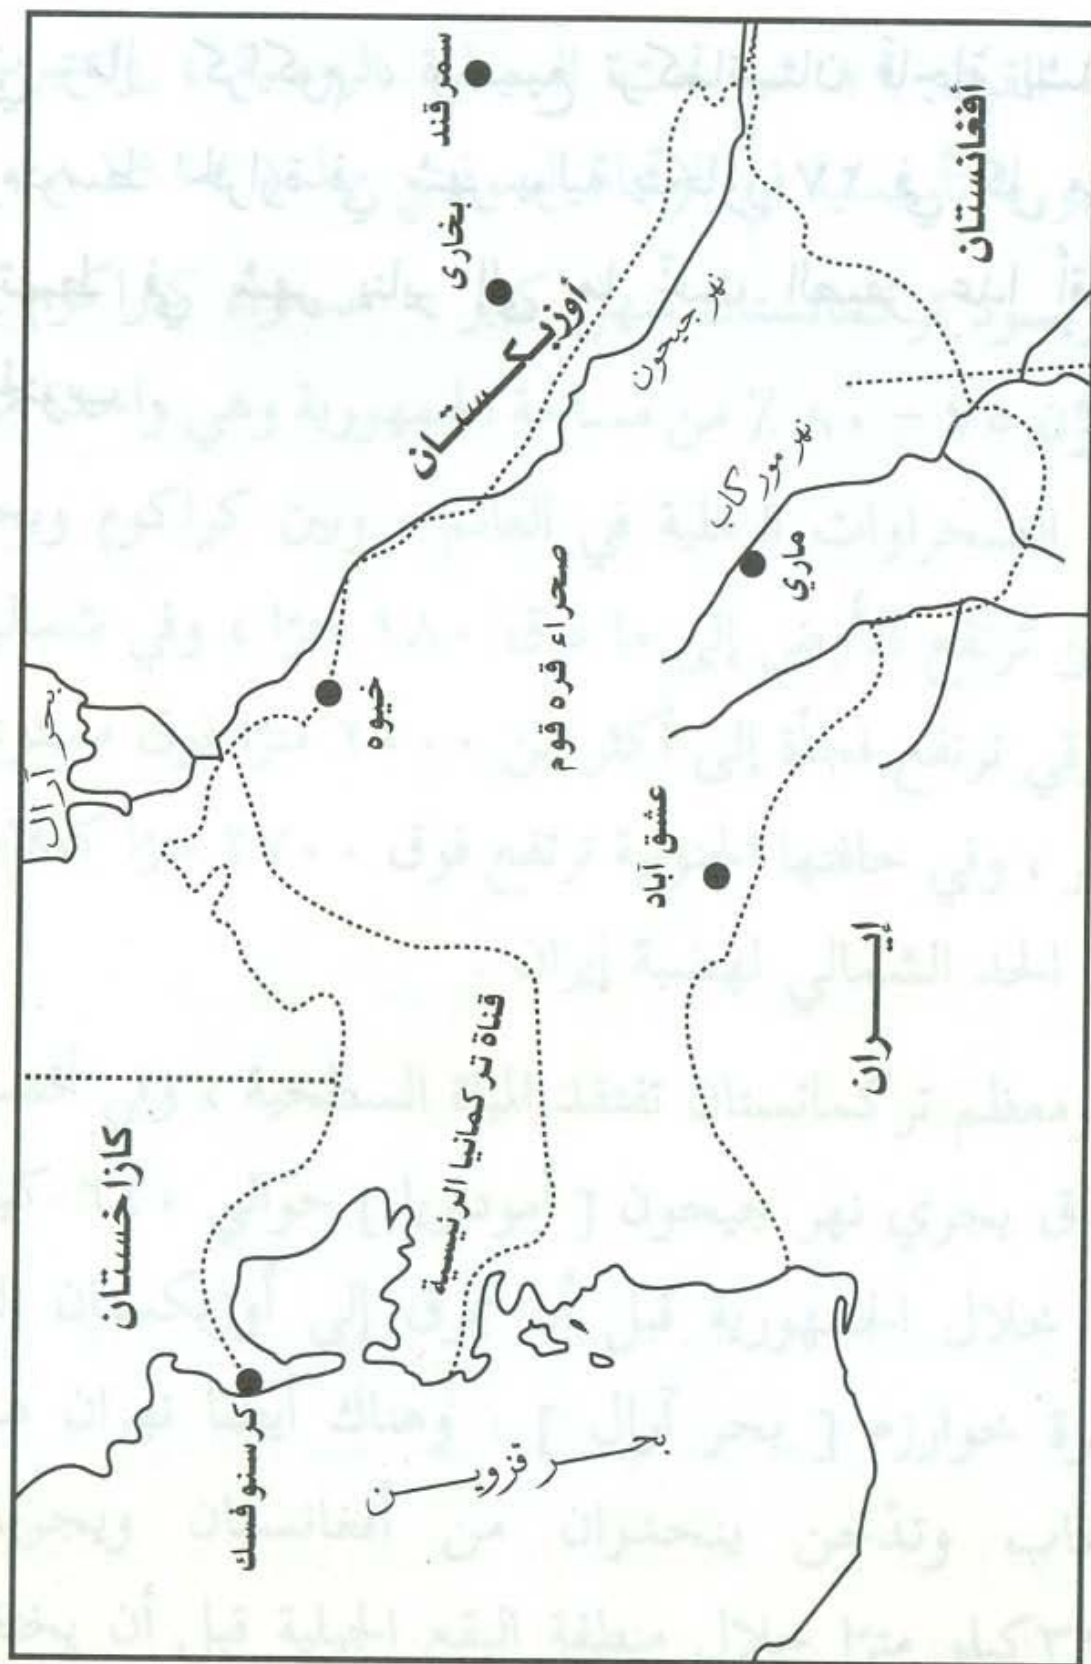 كازاخستان
بحر آرال
سمرقند
بخارى
أوزبكستان
خيوه
نهر جيحون
كرسنوفسك
قناة تركمانيا الرئيسية
صحراء قره قوم
نهر مورگاب
ماري
عشق آباد
بحر قزوين
إيران
أفغانستان